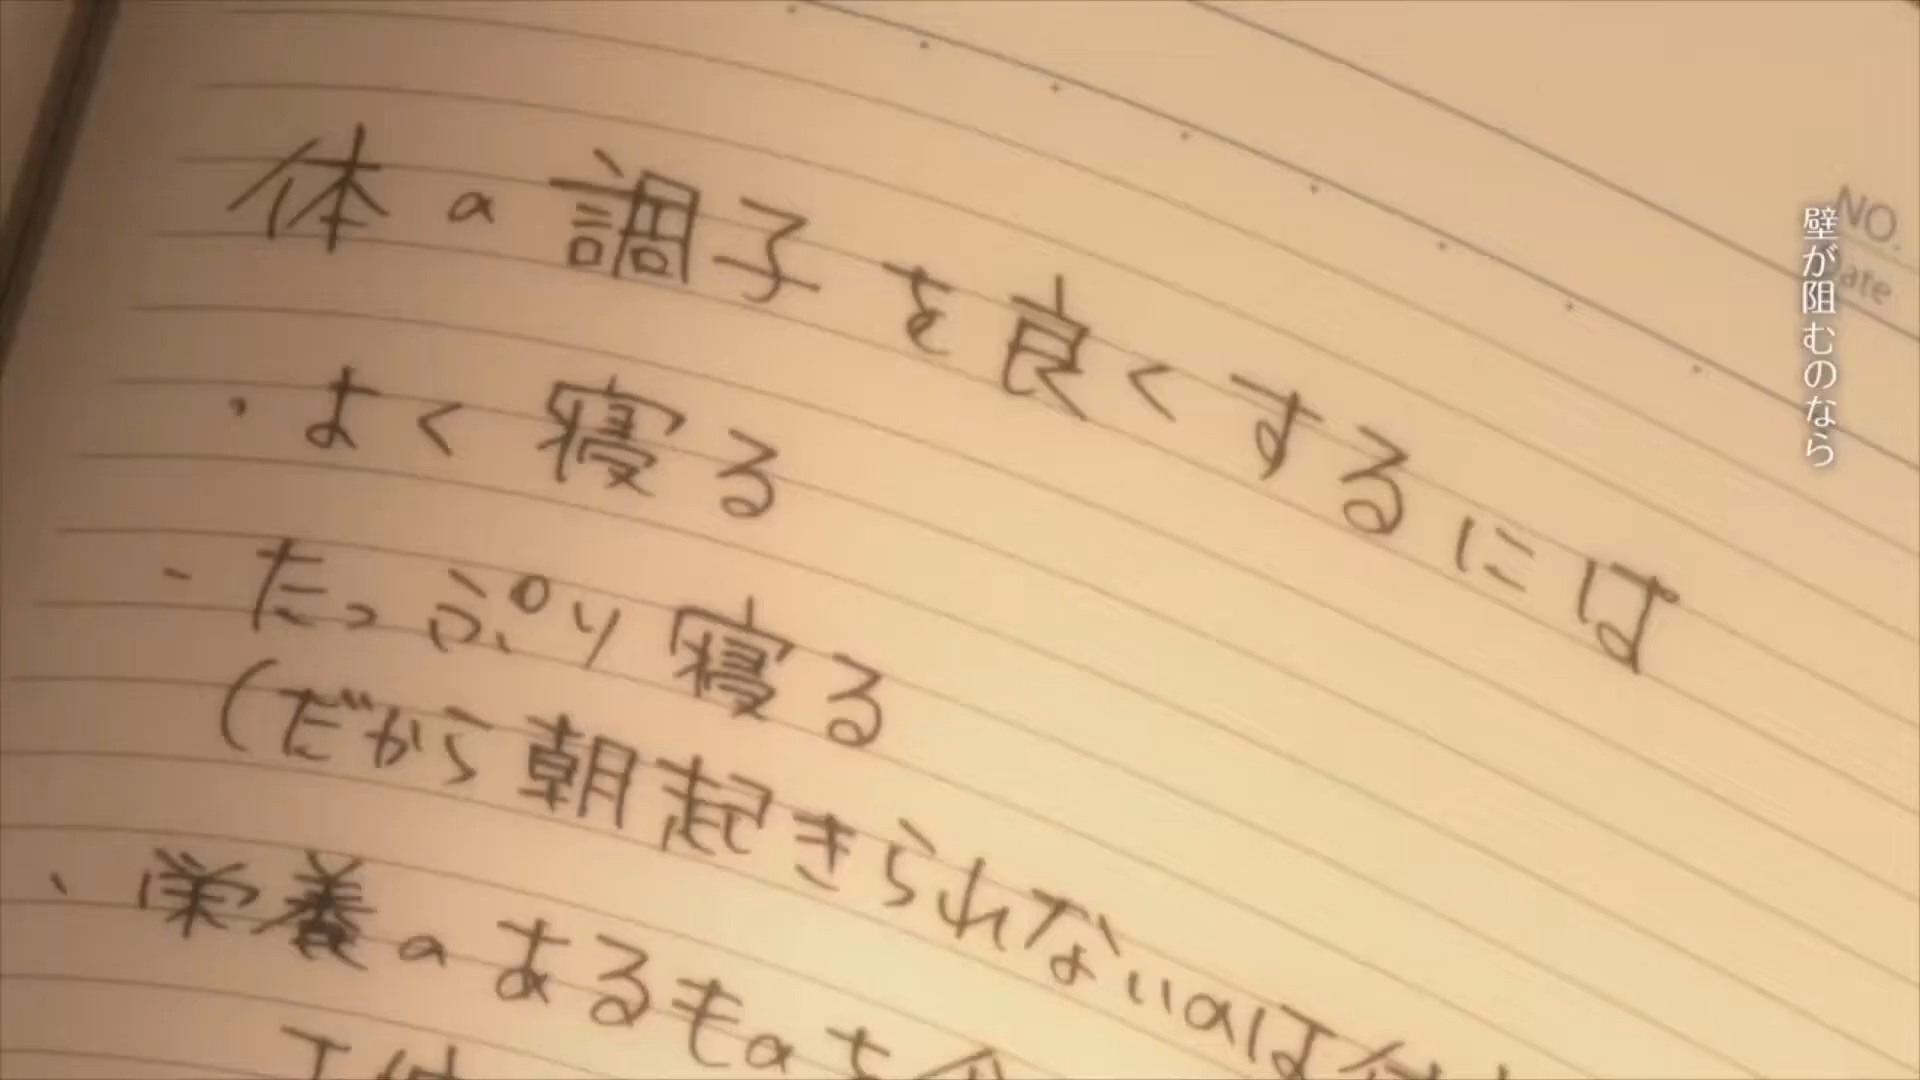 体の調子を良くするには
・よく寝る
・たっぷり寝る
(だから朝起きられないのは
・栄養のあるものを
NO.
Date
壁が阻むのなら